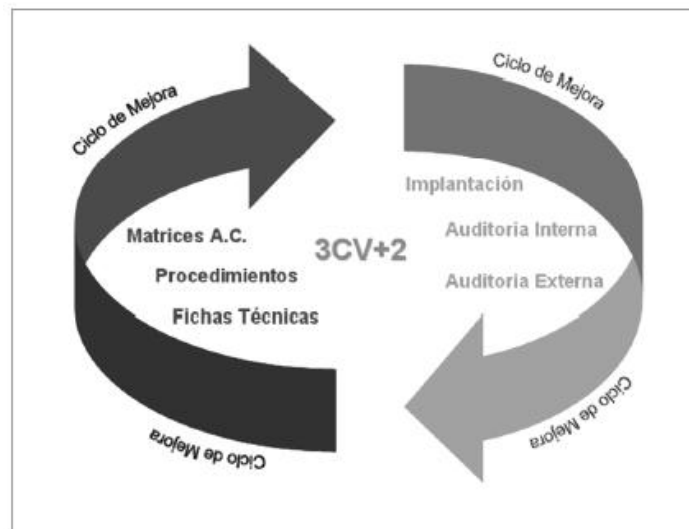 Ciclo de Mejora
Ciclo de Mejora
Implantación
Matrices A.C.
3CV+2
Auditoria Interna
Procedimientos
Auditoria Externa
Fichas Técnicas
Ciclo de Mejora
Ciclo de Mejora